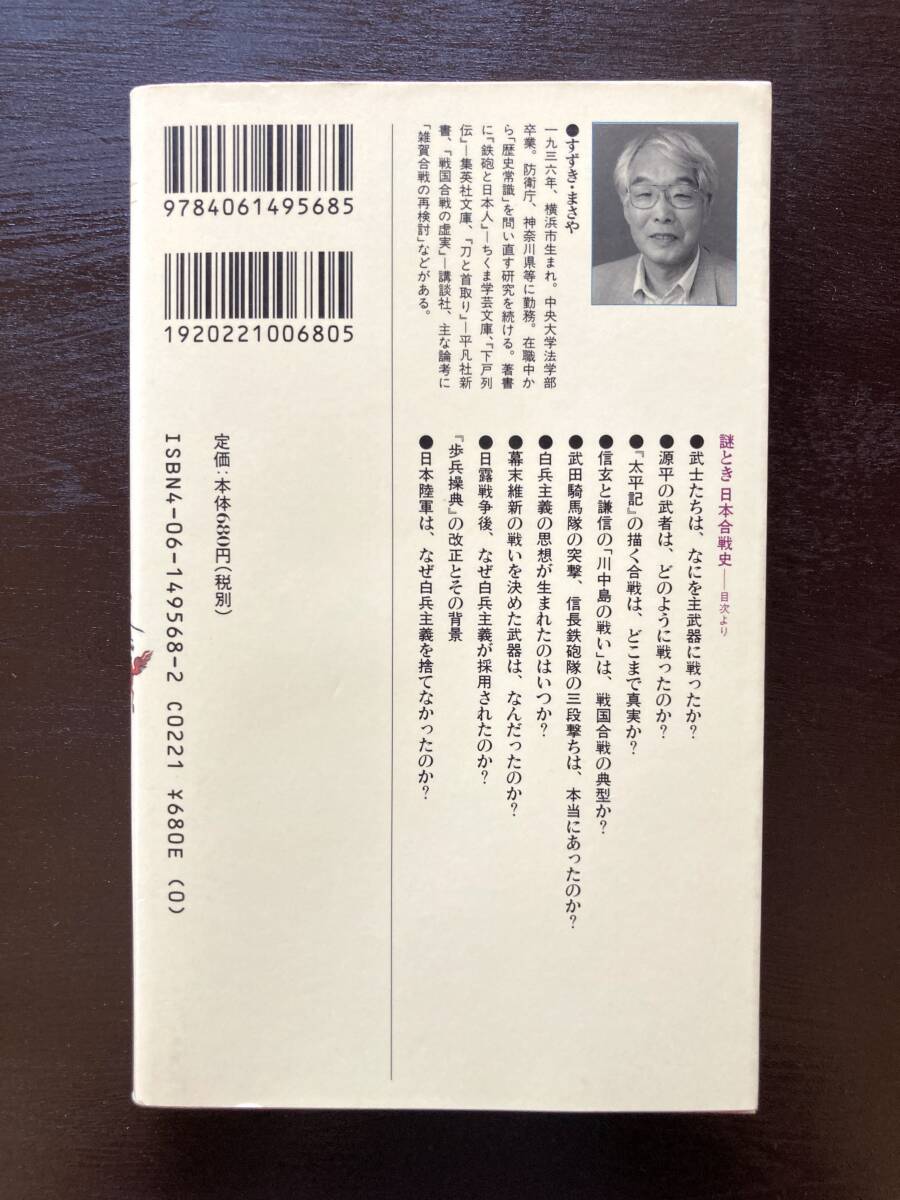 ●すずき・まさや
一九三六年、横浜市生まれ。中央大学法学部
卒業。防衛庁、神奈川県等に勤務。在職中か
ら「歴史常識」を問い直す研究を続ける。著書
に『鉄砲と日本人』―ちくま学芸文庫、『下戸列
伝』―集英社文庫、『刀と首取り』―平凡社新
書、『戦国合戦の虚実』―講談社、主な論考に
「雑賀合戦の再検討」などがある。
謎とき 日本合戦史――目次より
●武士たちは、なにを主武器に戦ったか?
●源平の武者は、どのように戦ったのか?
●『太平記』の描く合戦は、どこまで真実か?
●信玄と謙信の「川中島の戦い」は、戦国合戦の典型か?
●武田騎馬隊の突撃、信長鉄砲隊の三段撃ちは、本当にあったのか?
●白兵主義の思想が生まれたのはいつか?
●幕末維新の戦いを決めた武器は、なんだったのか?
●日露戦争後、なぜ白兵主義が採用されたのか?
『歩兵操典』の改正とその背景
●日本陸軍は、なぜ白兵主義を捨てなかったのか?
9784061495685
1920221006805
定価:本体680円(税別)
ISBN4-06-149568-2 C0221 ¥680E (0)